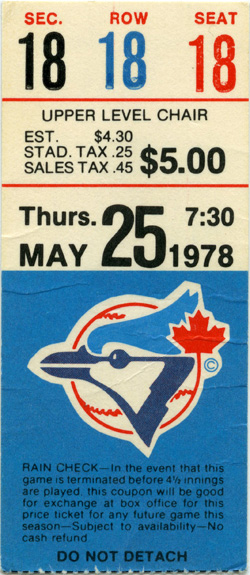 SEC. ROW SEAT
18 18 18
UPPER LEVEL CHAIR
EST. $4.30
STAD. TAX .25
SALES TAX .45 $5.00
Thurs. 25 7:30
MAY 1978
©
RAIN CHECK—In the event that this
game is terminated before 4½ innings
are played, this coupon will be good
for exchange at box office for this
price ticket for any future game this
season—Subject to availability—No
cash refund.
DO NOT DETACH